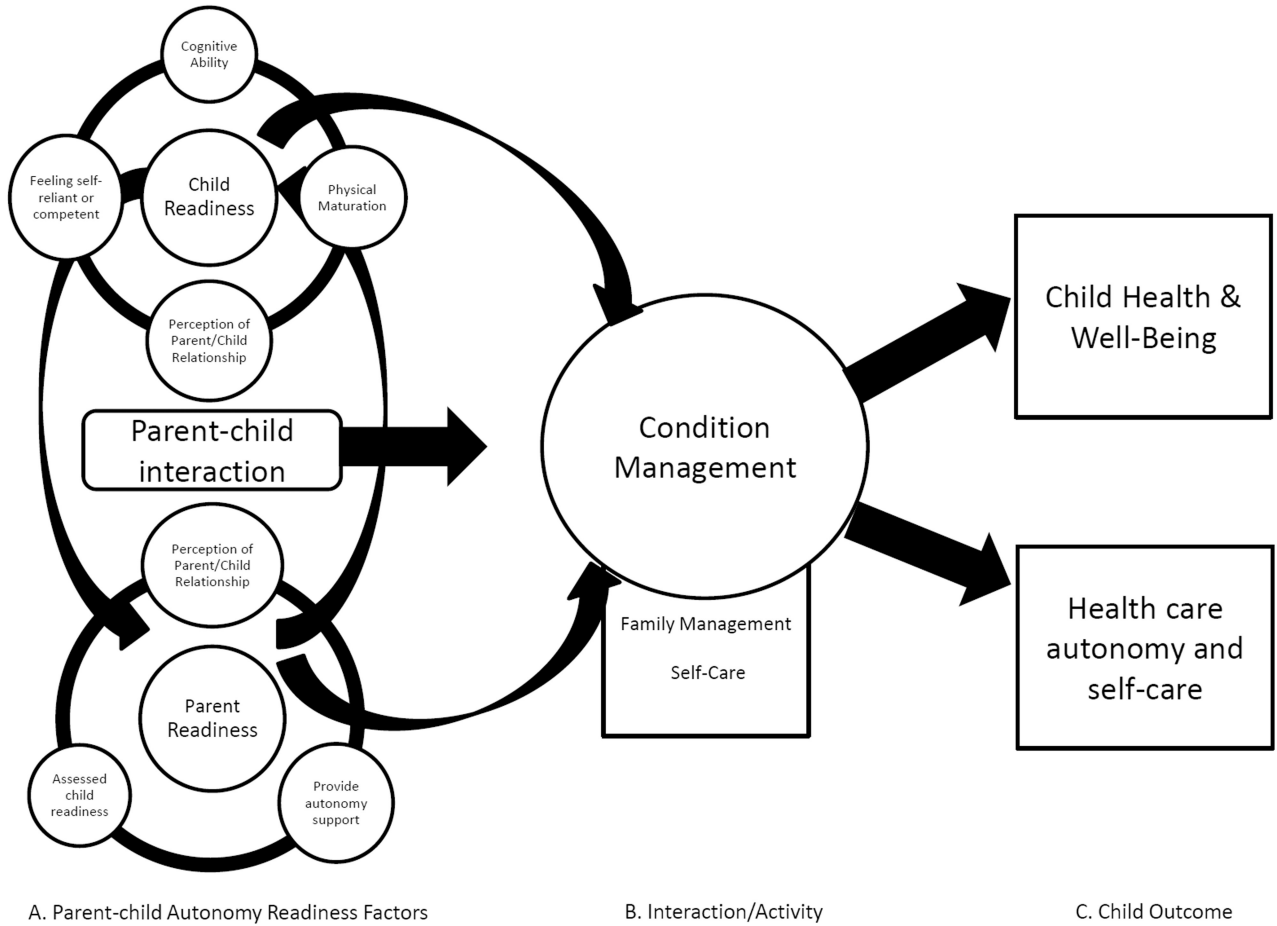 Cognitive
Ability
Feeling self-
reliant or
competent
Child
Readiness
Physical
Maturation
Perception of
Parent/Child
Relationship
Parent-child
interaction
Perception of
Parent/Child
Relationship
Parent
Readiness
Assessed
child
readiness
Provide
autonomy
support
Condition
Management
Family Management
Self-Care
Child Health &
Well-Being
Health care
autonomy and
self-care
A. Parent-child Autonomy Readiness Factors
B. Interaction/Activity
C. Child Outcome